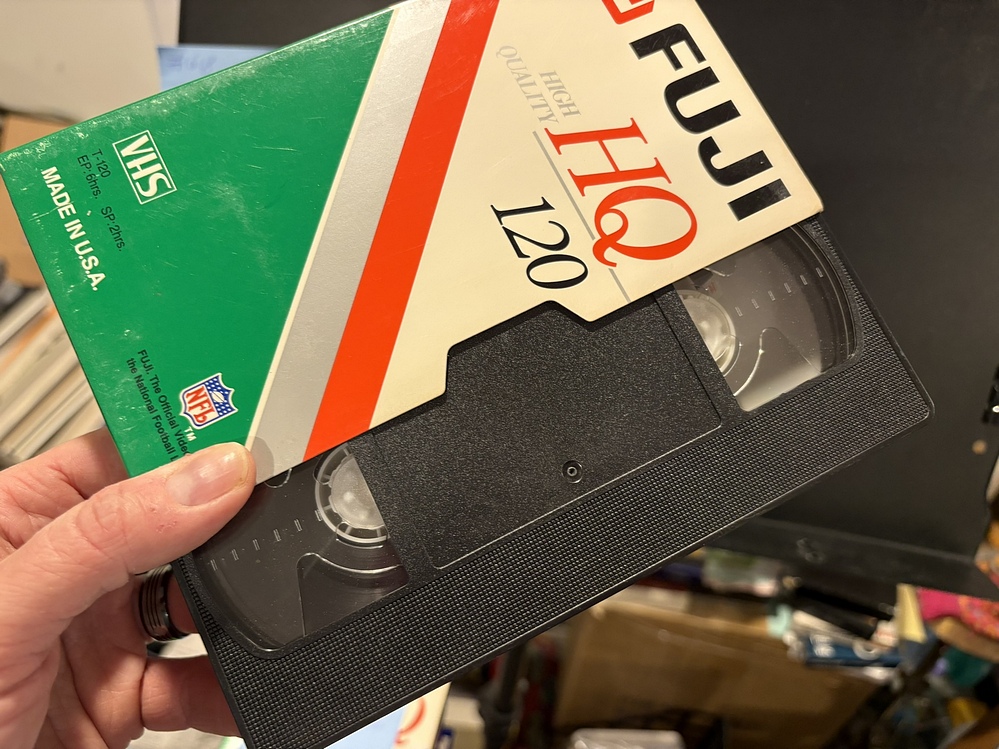 FUJI
HIGH
QUALITY
HQ
120
VHS
T-120
EP:6hrs. SP:2hrs.
MADE IN U.S.A.
NFL
TM
FUJI. The Official
the National Football